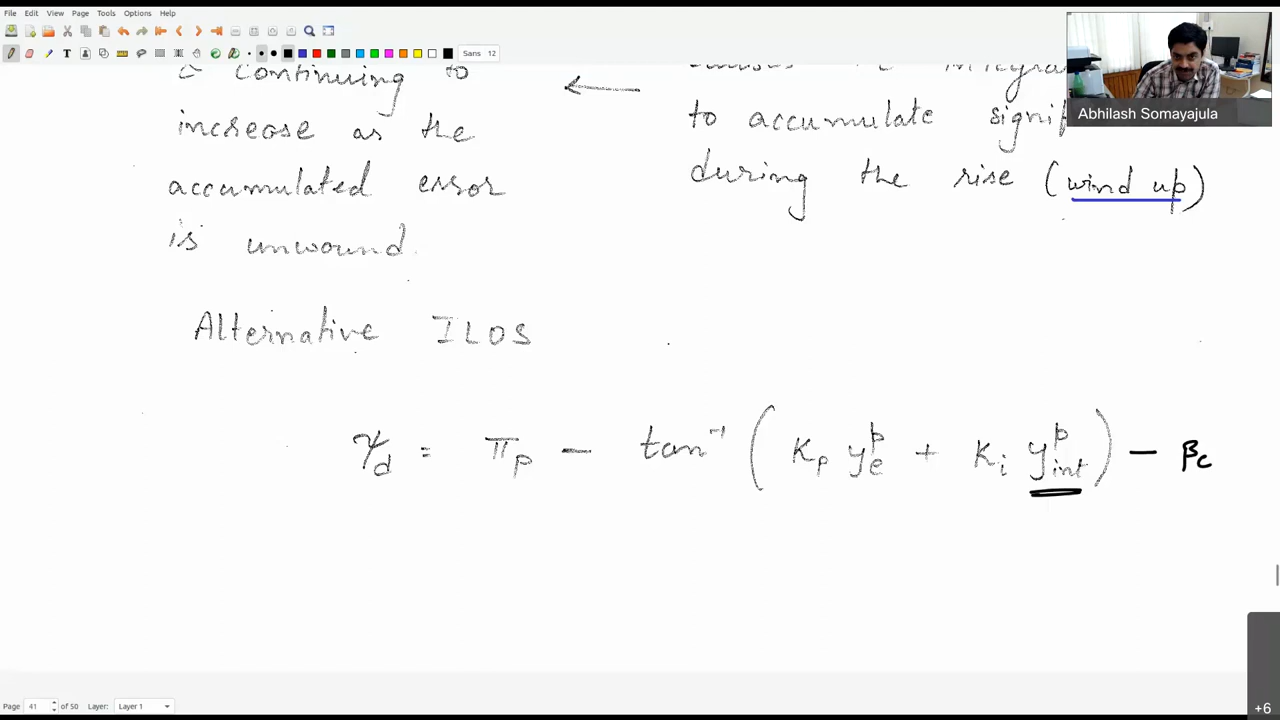 File Edit View Page Tools Options Help
Sans 12
Abhilash Somayajula
& continuing to
increase as the
accumulated error
is unwound.
to accumulate signif
during the rise (wind up)
Alternative ILOS
ψd = πp − tan⁻¹ ( Kp yₑᵖ + Ki yᵖint ) − βc
Page 41 of 50 Layer: Layer 1
+6